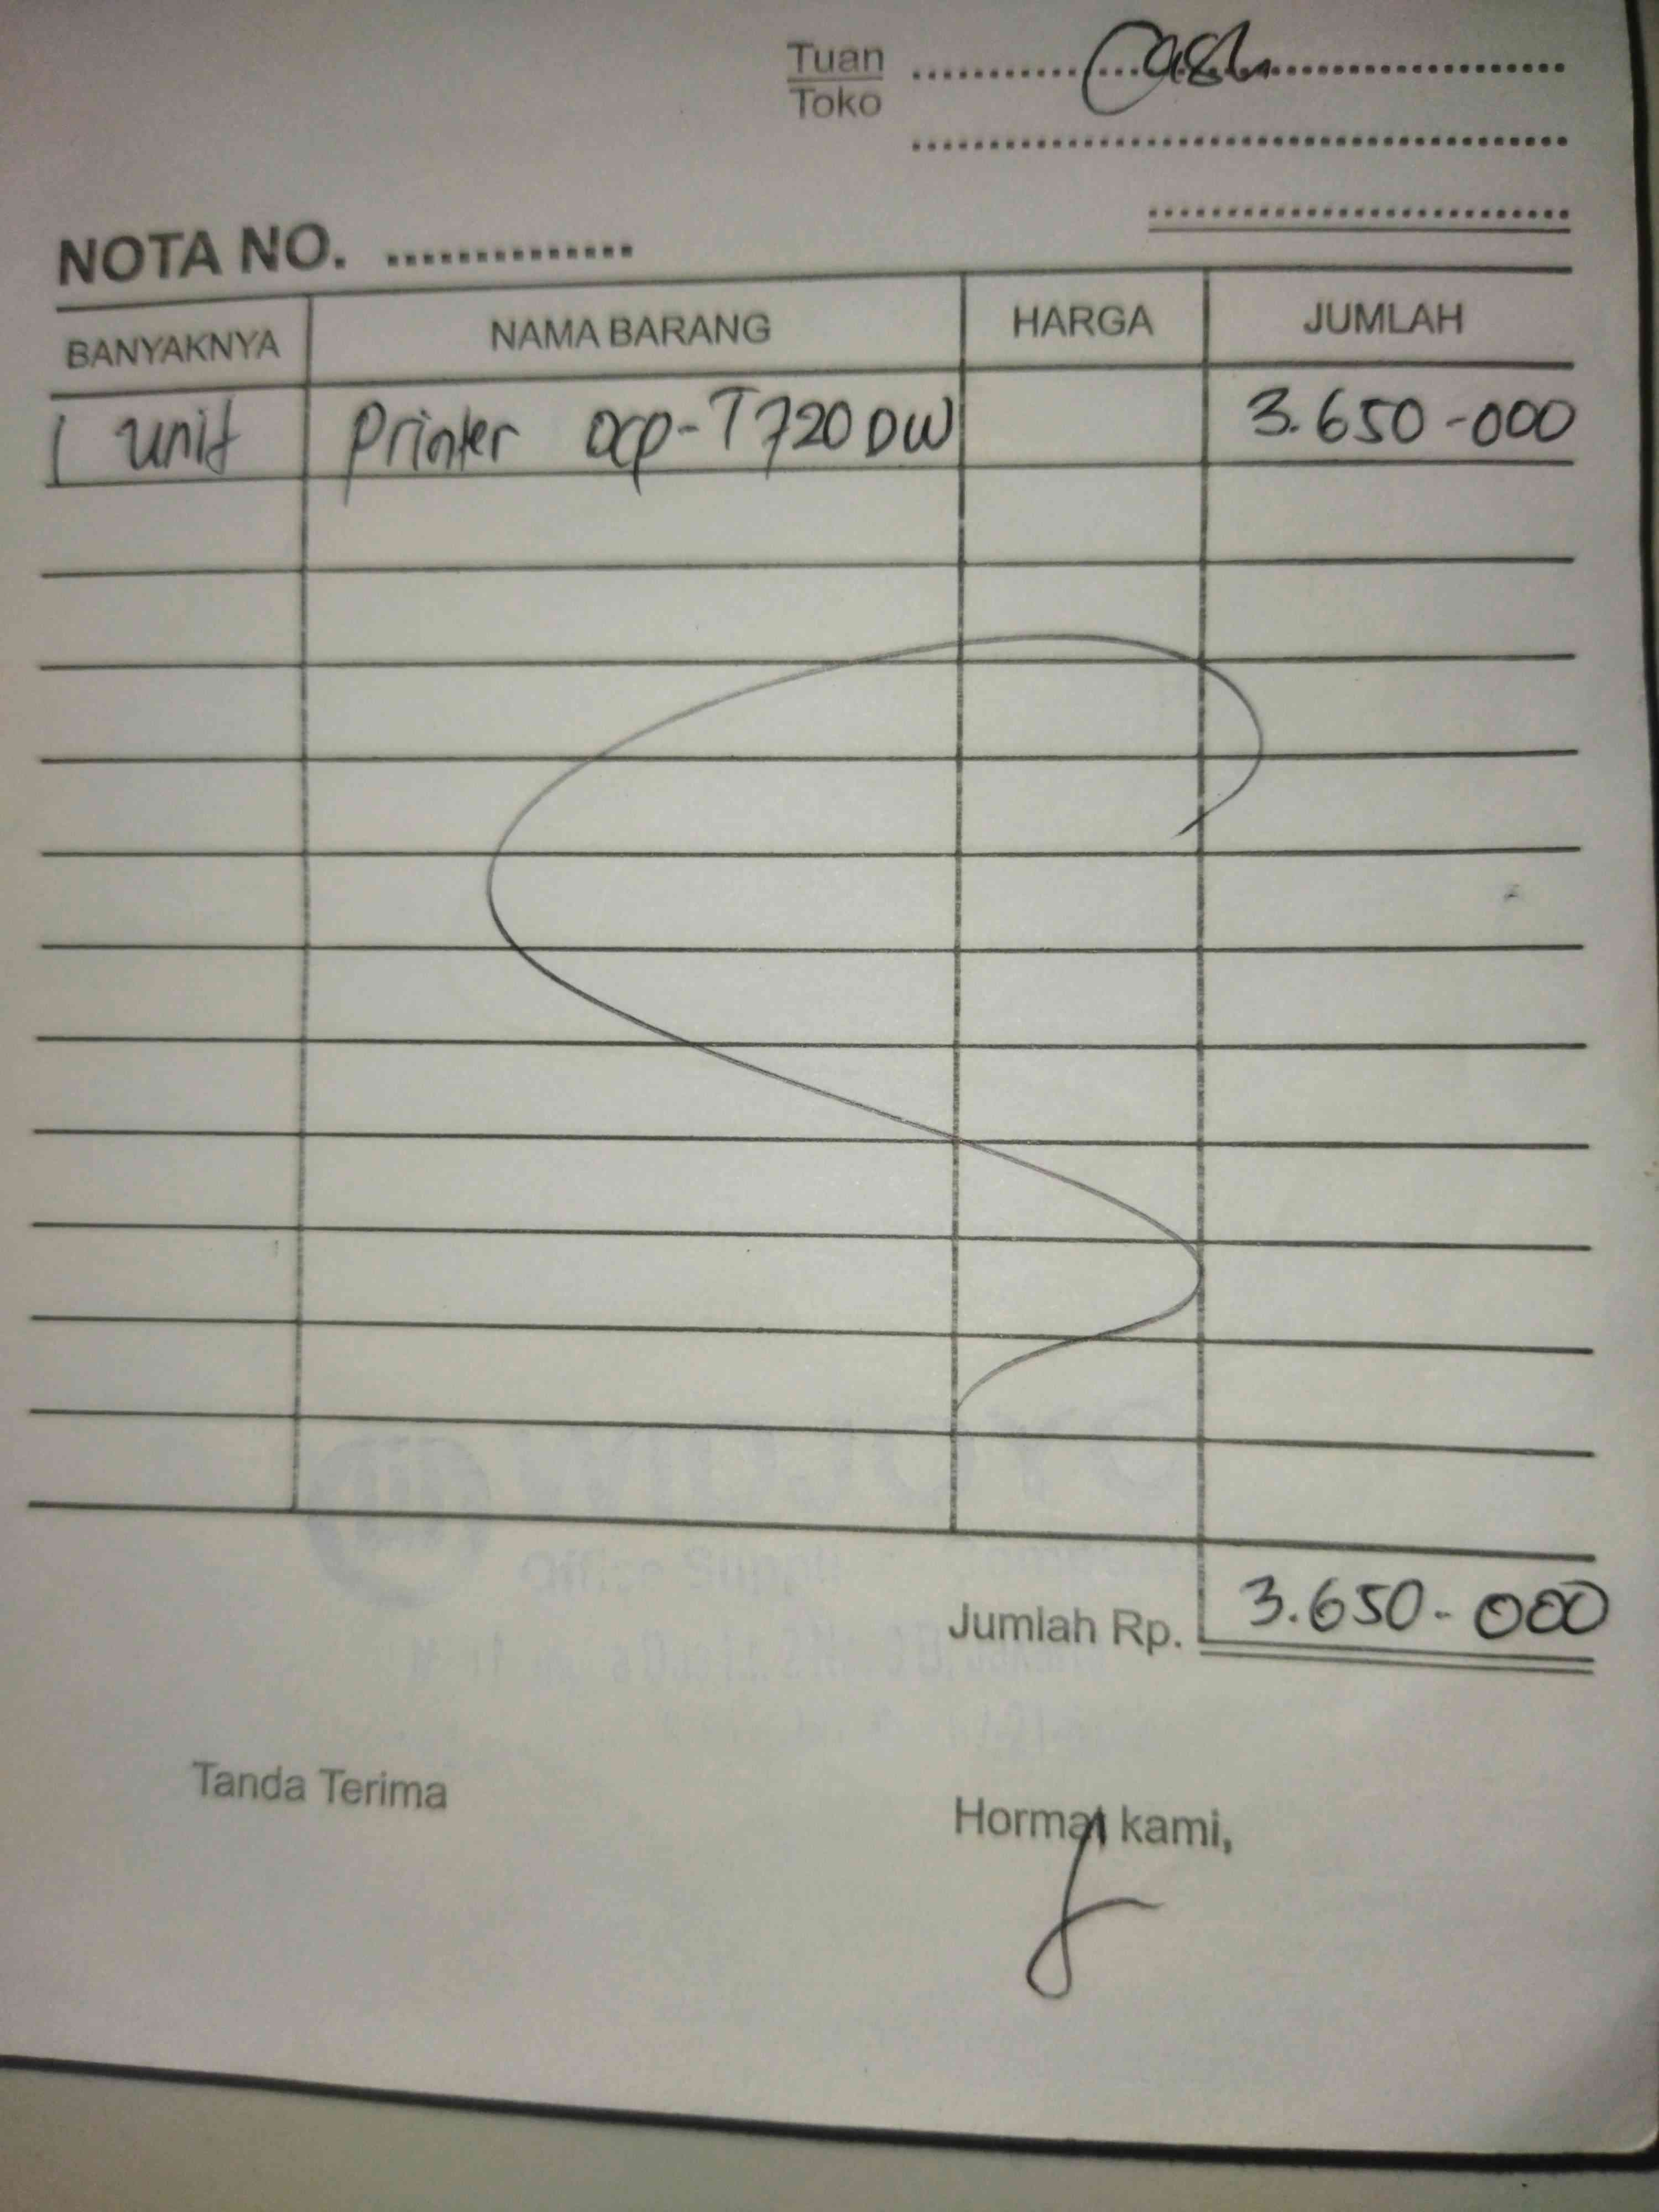 Tuan Cash
Toko
NOTA NO.
BANYAKNYA NAMA BARANG HARGA JUMLAH
1 unit Printer DCP-T720DW 3.650-000
Jumlah Rp. 3.650-000
Tanda Terima Hormat kami,